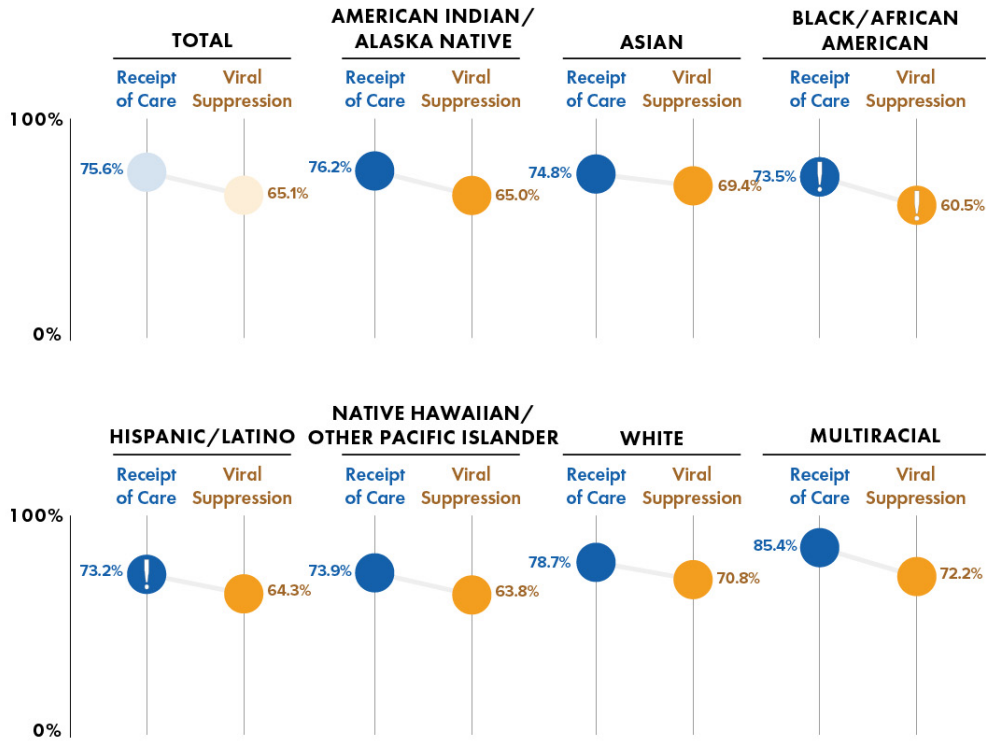 TOTAL
Receipt of Care
Viral Suppression
100%
0%
75.6%
65.1%
AMERICAN INDIAN/
ALASKA NATIVE
Receipt of Care
Viral Suppression
76.2%
65.0%
ASIAN
Receipt of Care
Viral Suppression
74.8%
69.4%
BLACK/AFRICAN
AMERICAN
Receipt of Care
Viral Suppression
73.5%
!
!
60.5%
HISPANIC/LATINO
Receipt of Care
Viral Suppression
100%
0%
73.2%
!
64.3%
NATIVE HAWAIIAN/
OTHER PACIFIC ISLANDER
Receipt of Care
Viral Suppression
73.9%
63.8%
WHITE
Receipt of Care
Viral Suppression
78.7%
70.8%
MULTIRACIAL
Receipt of Care
Viral Suppression
85.4%
72.2%